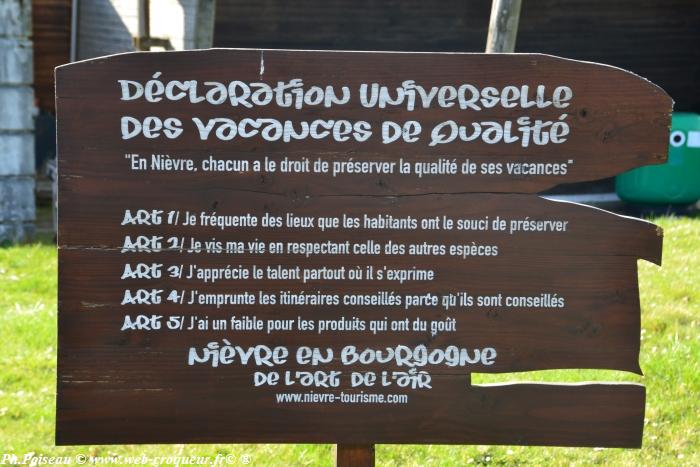 Déclaration Universelle
des vacances de Qualité
"En Nièvre, chacun a le droit de préserver la qualité de ses vacances"
Art 1/ Je fréquente des lieux que les habitants ont le souci de préserver
Art 2/ Je vis ma vie en respectant celle des autres espèces
Art 3/ J'apprécie le talent partout où il s'exprime
Art 4/ J'emprunte les itinéraires conseillés parce qu'ils sont conseillés
Art 5/ J'ai un faible pour les produits qui ont du goût
Nièvre en Bourgogne
de l'art de l'air
www.nievre-tourisme.com
Ph.Poiseau © www-web-croqueur.fr© ®